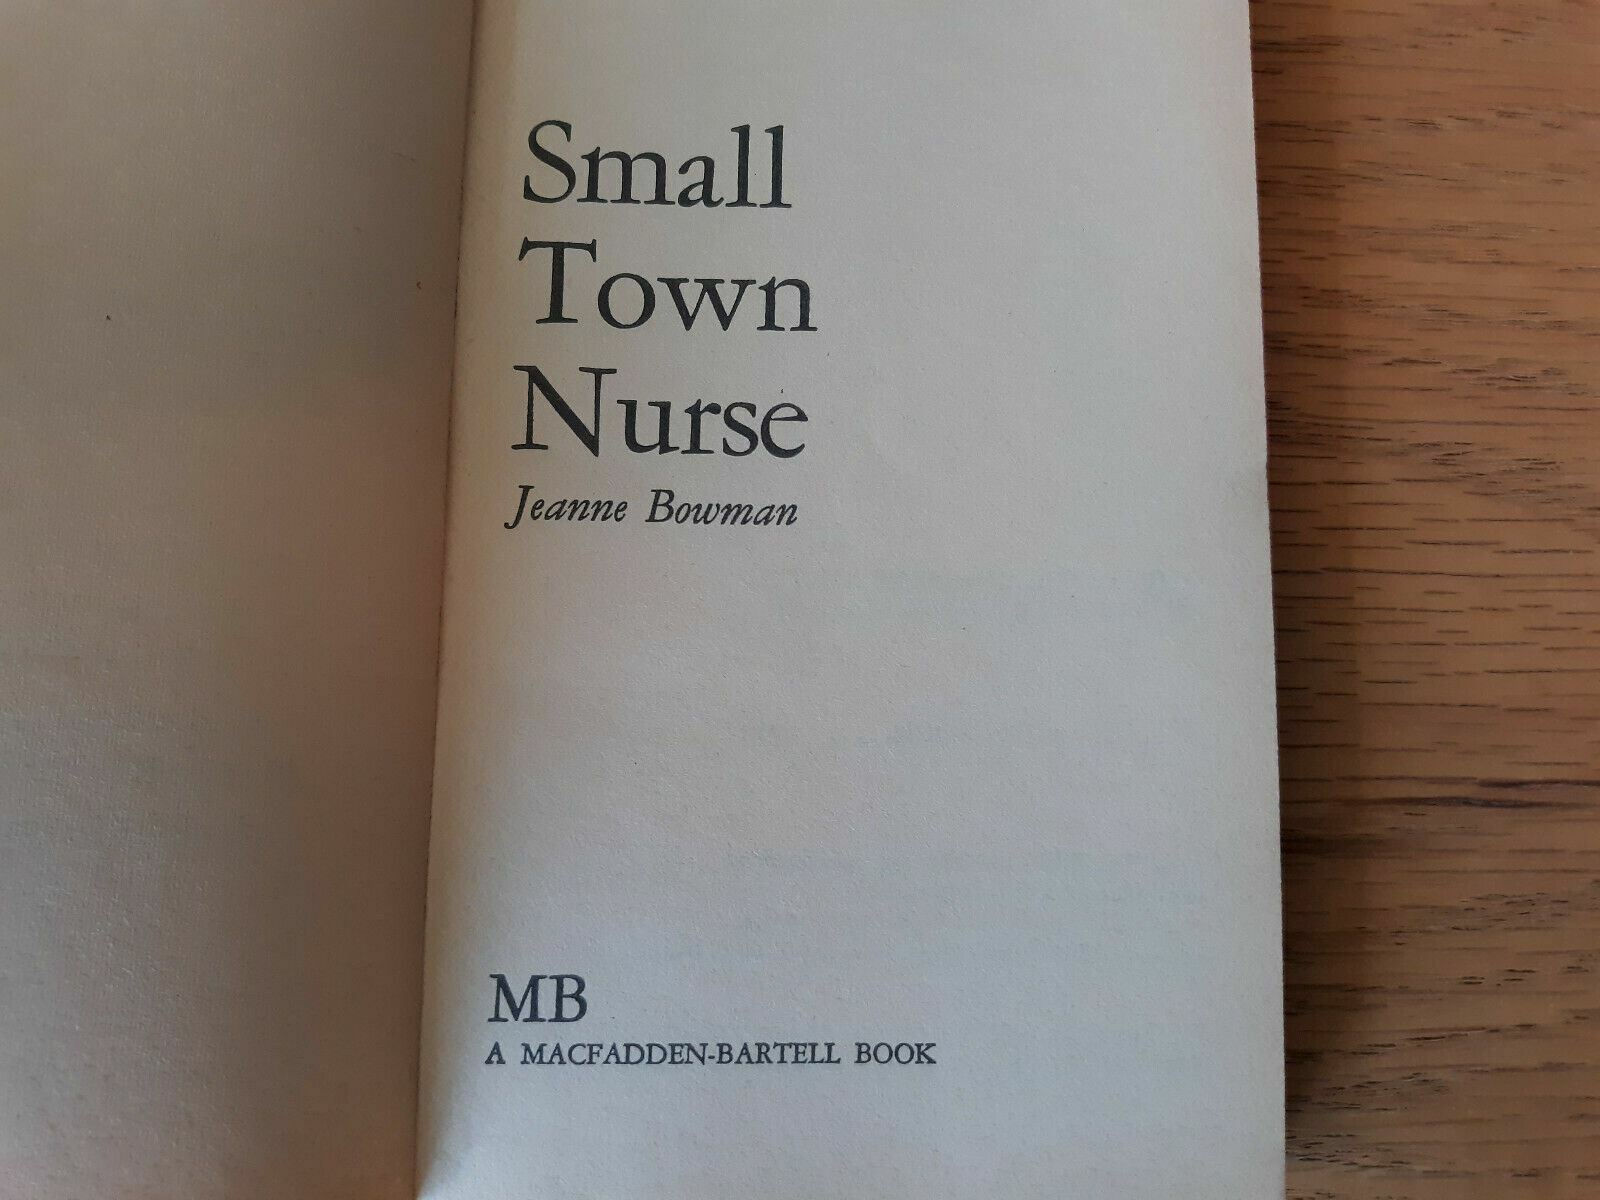 Small
Town
Nurse
Jeanne Bowman
MB
A MACFADDEN-BARTELL BOOK